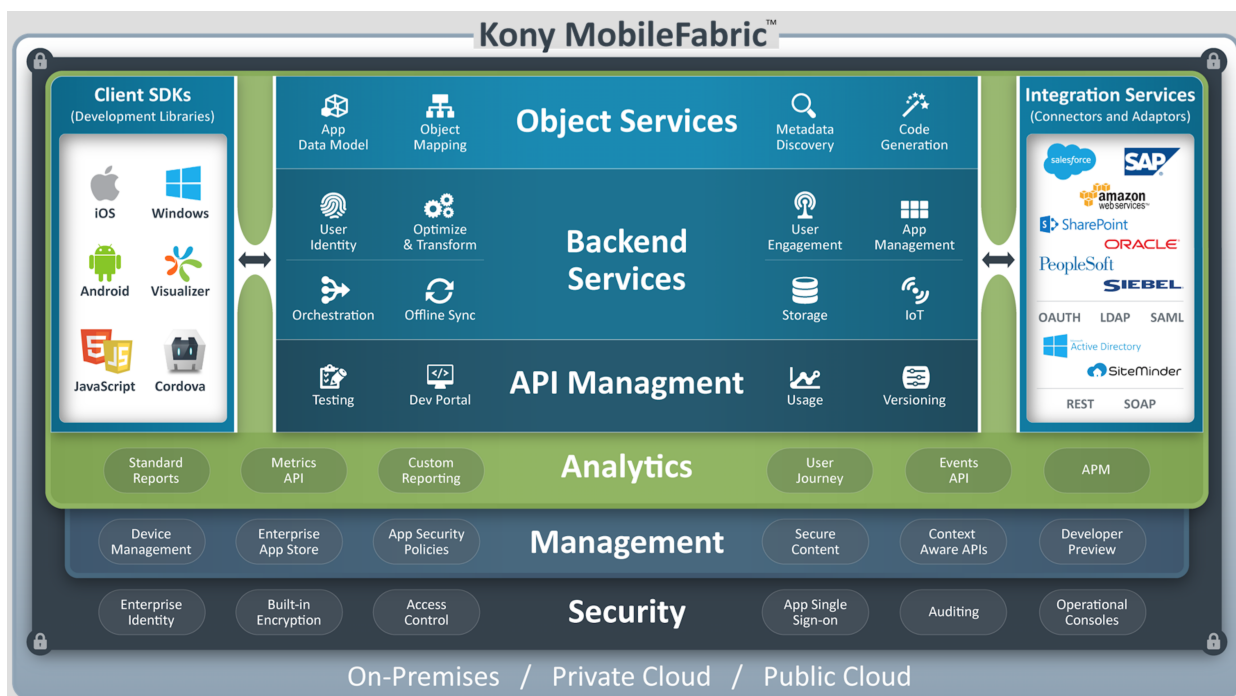 Kony MobileFabric™
Client SDKs
(Development Libraries)
iOS
Windows
Android
Visualizer
JavaScript
Cordova
App
Data Model
Object
Mapping
Object Services
Metadata
Discovery
Code
Generation
User
Identity
Optimize
& Transform
Backend
Services
User
Engagement
App
Management
Orchestration
Offline Sync
Storage
IoT
Testing
Dev Portal
API Managment
Usage
Versioning
Integration Services
(Connectors and Adaptors)
salesforce
SAP
amazon
web services™
SharePoint
ORACLE
PeopleSoft
SIEBEL
OAUTH LDAP SAML
Active Directory
SiteMinder
REST SOAP
Standard
Reports
Metrics
API
Custom
Reporting
Analytics
User
Journey
Events
API
APM
Device
Management
Enterprise
App Store
App Security
Policies
Management
Secure
Content
Context
Aware APIs
Developer
Preview
Enterprise
Identity
Built-in
Encryption
Access
Control
Security
App Single
Sign-on
Auditing
Operational
Consoles
On-Premises / Private Cloud / Public Cloud